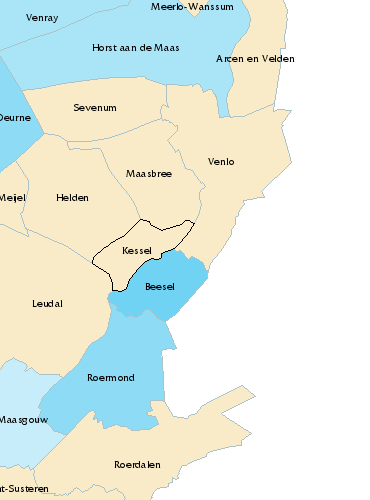 Meerlo-Wanssum
Venray
Horst aan de Maas
Arcen en Velden
Sevenum
Deurne
Venlo
Maasbree
Meijel
Helden
Kessel
Beesel
Leudal
Roermond
Maasgouw
Roerdalen
nt-Susteren